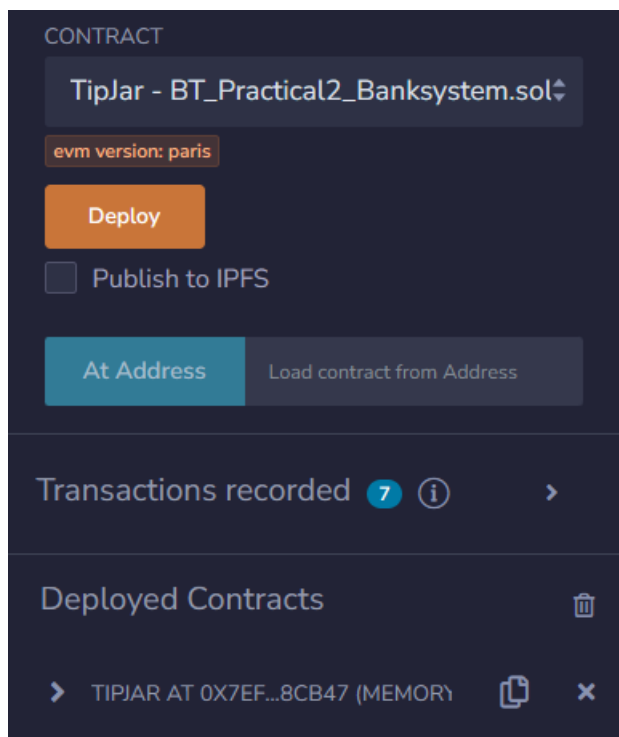 CONTRACT
TipJar - BT_Practical2_Banksystem.sol
evm version: paris
Deploy
Publish to IPFS
At Address Load contract from Address
Transactions recorded 7 i
Deployed Contracts
TIPJAR AT 0X7EF...8CB47 (MEMORY